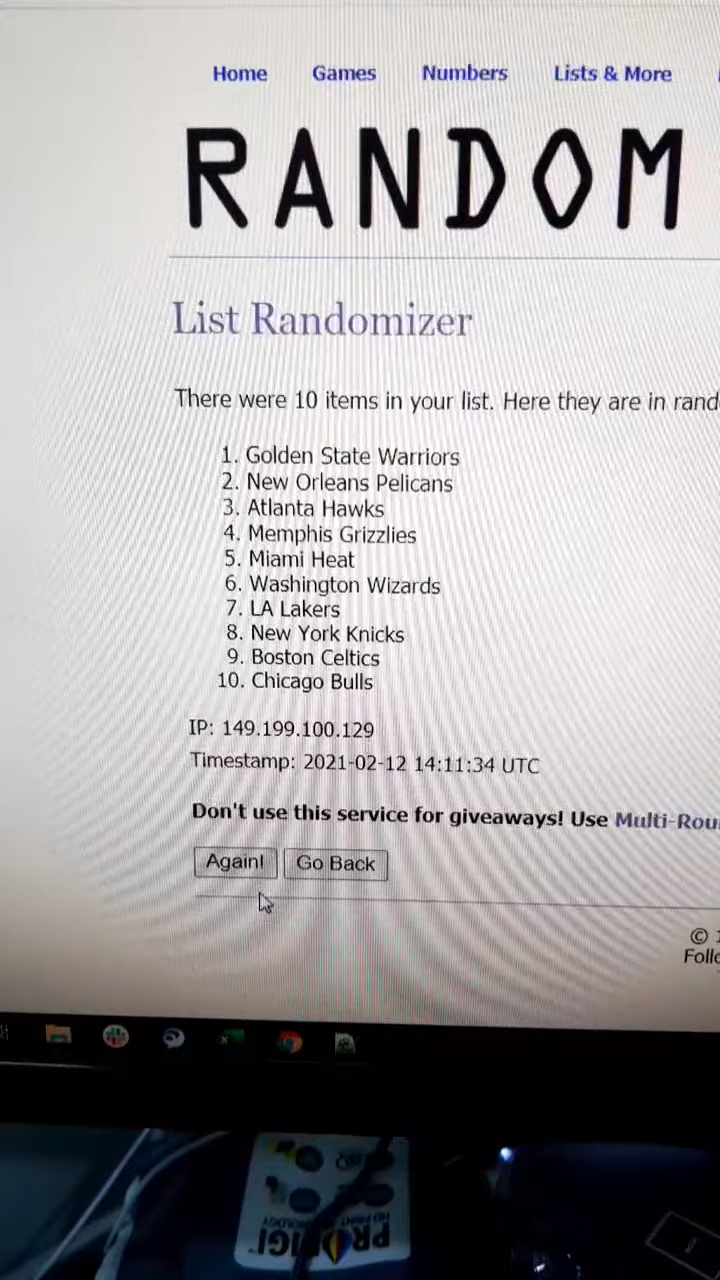 Home Games Numbers Lists & More
RANDOM
List Randomizer
There were 10 items in your list. Here they are in rand
1. Golden State Warriors
2. New Orleans Pelicans
3. Atlanta Hawks
4. Memphis Grizzlies
5. Miami Heat
6. Washington Wizards
7. LA Lakers
8. New York Knicks
9. Boston Celtics
10. Chicago Bulls
IP: 149.199.100.129
Timestamp: 2021-02-12 14:11:34 UTC
Don't use this service for giveaways! Use Multi-Rou
Again! Go Back
©
Follo